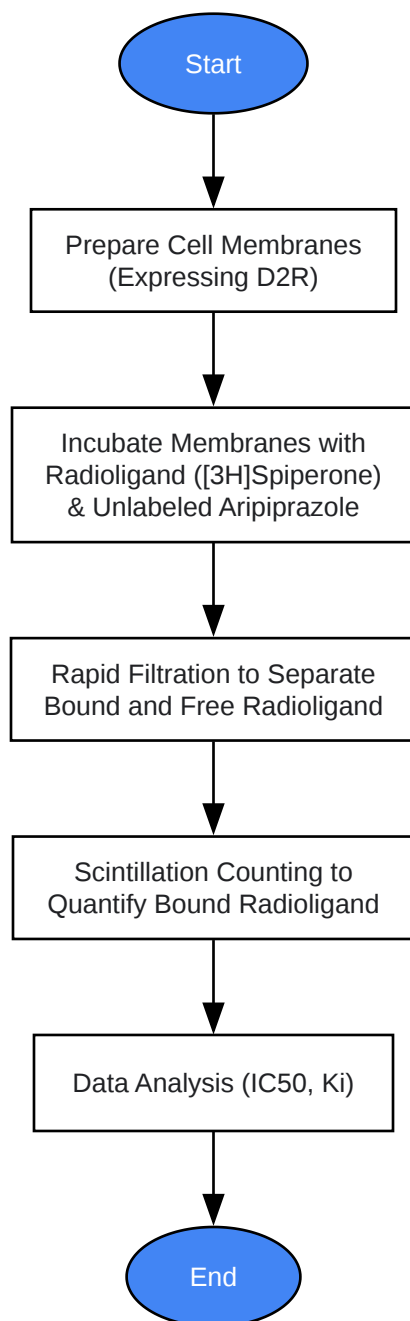 Start
Prepare Cell Membranes
(Expressing D2R)
Incubate Membranes with
Radioligand ([3H]Spiperone)
& Unlabeled Aripiprazole
Rapid Filtration to Separate
Bound and Free Radioligand
Scintillation Counting to
Quantify Bound Radioligand
Data Analysis (IC50, Ki)
End